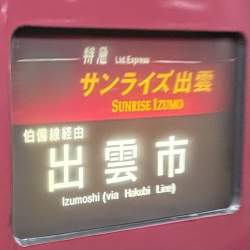 特急 Ltd.Express
サンライズ出雲
SUNRISE IZUMO
伯備線経由
出雲市
Izumoshi (via Hakubi Line)